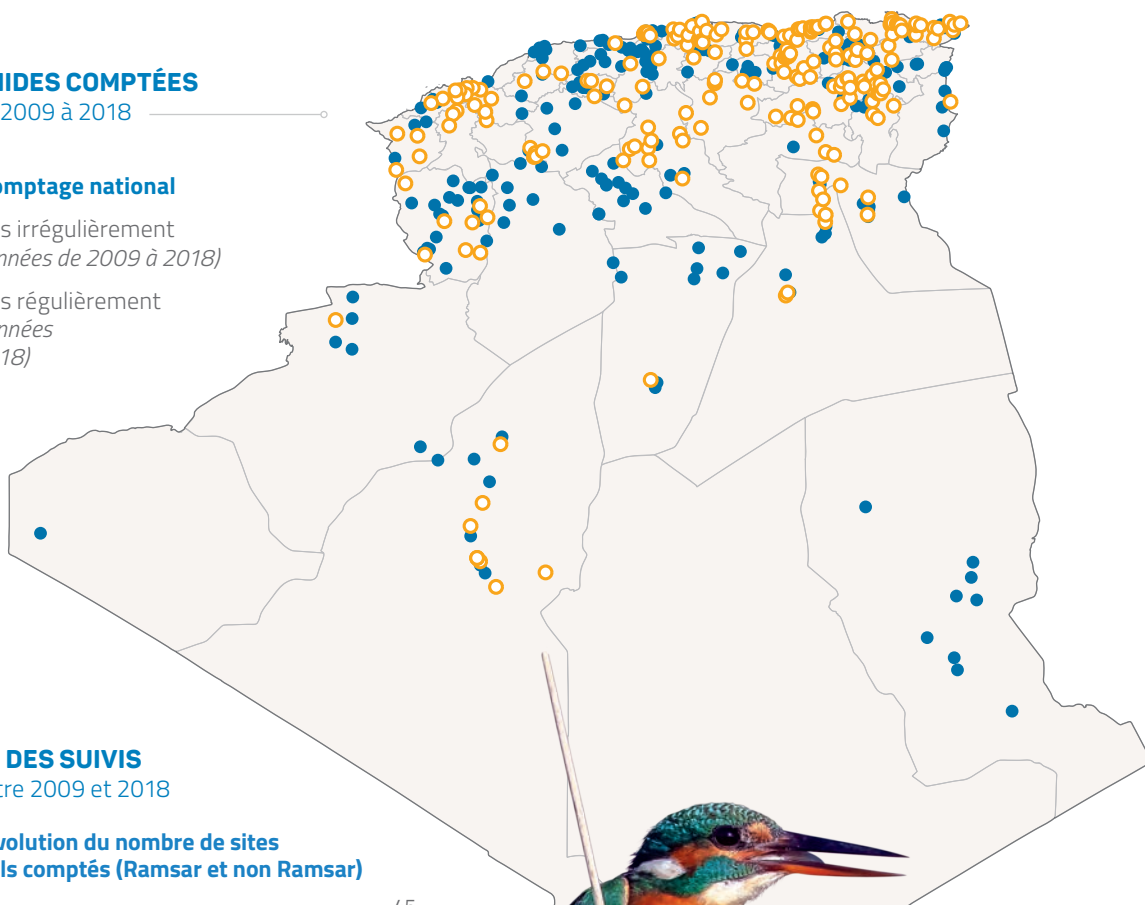 IDES COMPTÉES
2009 à 2018
omptage national
s irrégulièrement
nnées de 2009 à 2018)
s régulièrement
nnées
18)
DES SUIVIS
tre 2009 et 2018
volution du nombre de sites
ls comptés (Ramsar et non Ramsar)